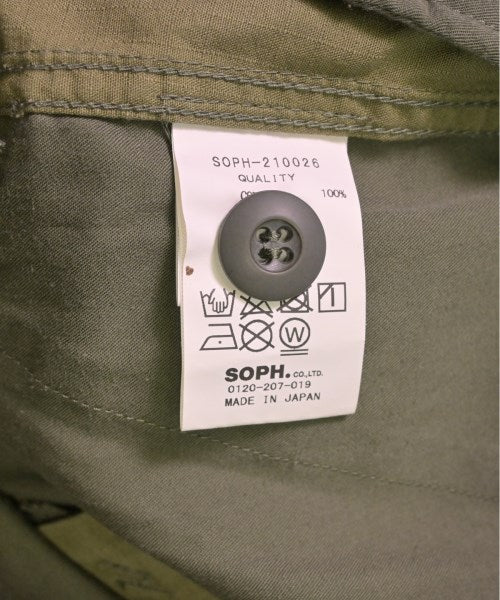 SOPH-210026
QUALITY
100%
W
SOPH. CO.,LTD.
0120-207-019
MADE IN JAPAN